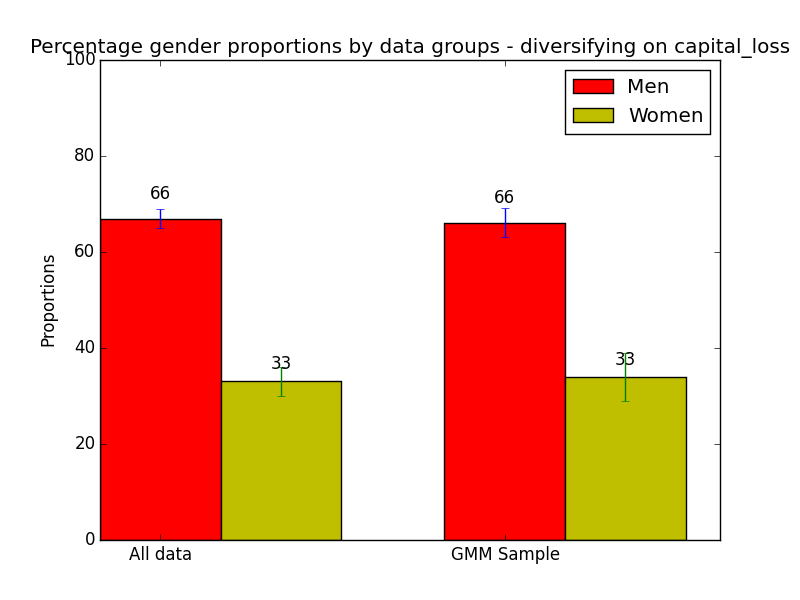 Percentage gender proportions by data groups - diversifying on capital_loss
100
80
60
40
20
0
Proportions
Men
Women
66
33
66
33
All data
GMM Sample